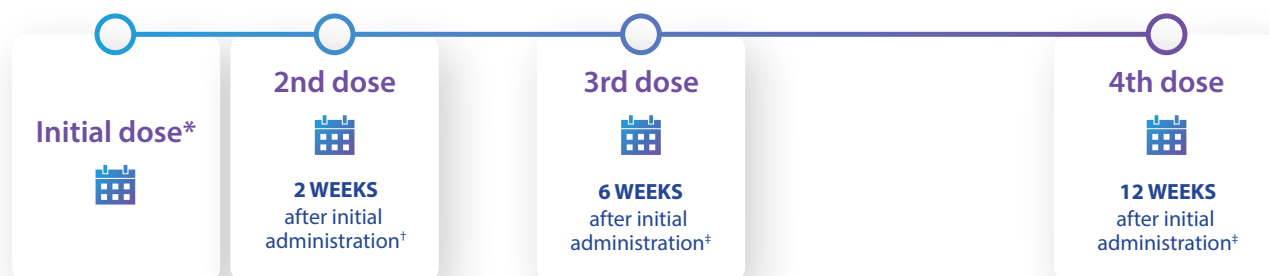 Initial dose*
2nd dose
2 WEEKS
after initial
administration†
3rd dose
6 WEEKS
after initial
administration‡
4th dose
12 WEEKS
after initial
administration‡